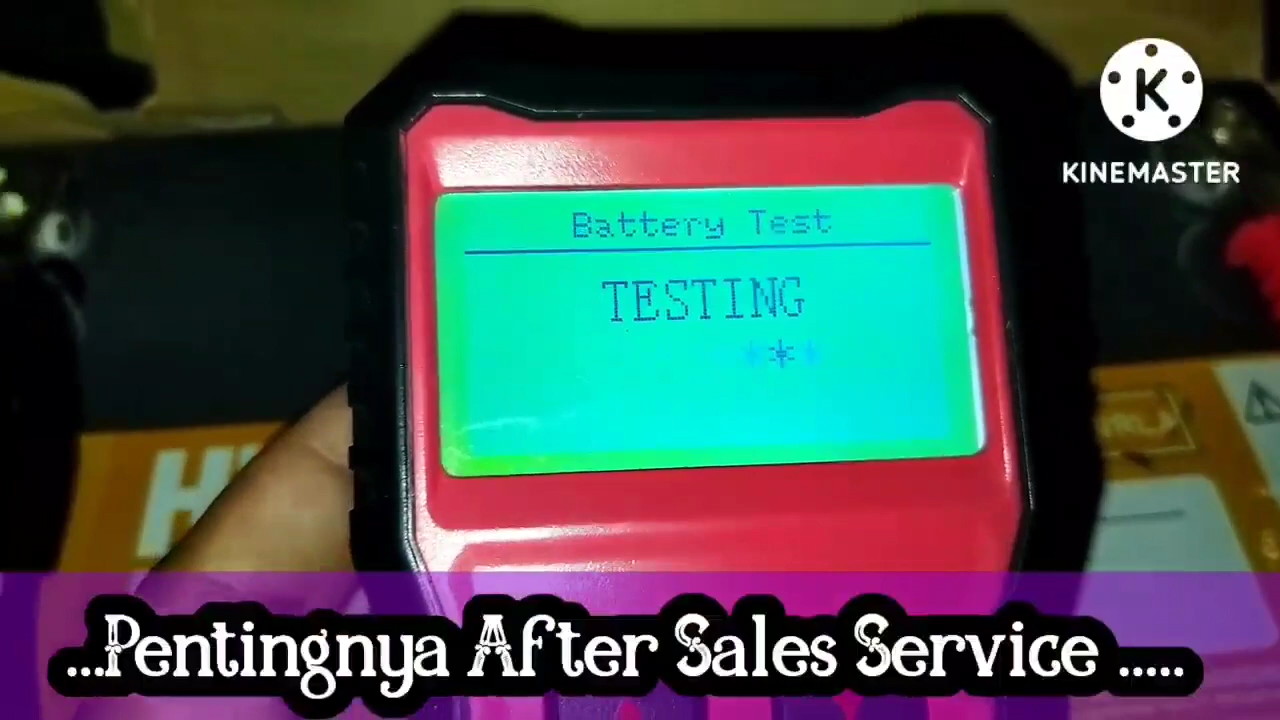 K
KINEMASTER
Battery Test
TESTING
***
H
...Pentingnya After Sales Service .....